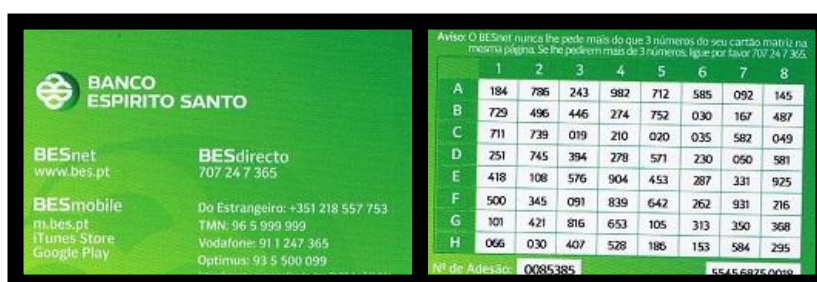 BANCO
ESPIRITO SANTO
BESnet
www.bes.pt
BESmobile
m.bes.pt
iTunes Store
Google Play
BESdirecto
707 24 7 365
Do Estrangeiro: +351 218 557 753
TMN: 96 5 999 999
Vodafone: 91 1 247 365
Optimus: 93 5 500 099
Aviso: O BESnet nunca lhe pede mais do que 3 números do seu cartão matriz na
mesma página. Se lhe pedirem mais de 3 números, ligue por favor 707 24 7 365.
1 2 3 4 5 6 7 8
A 184 786 243 982 712 585 092 145
B 729 496 446 274 752 030 167 487
C 711 739 019 210 020 035 582 049
D 251 745 394 278 571 230 050 581
E 418 108 576 904 453 287 331 925
F 500 345 091 839 642 262 931 216
G 101 421 816 653 105 313 350 368
H 066 030 407 528 186 153 584 295
Nº de Adesão: 0085385